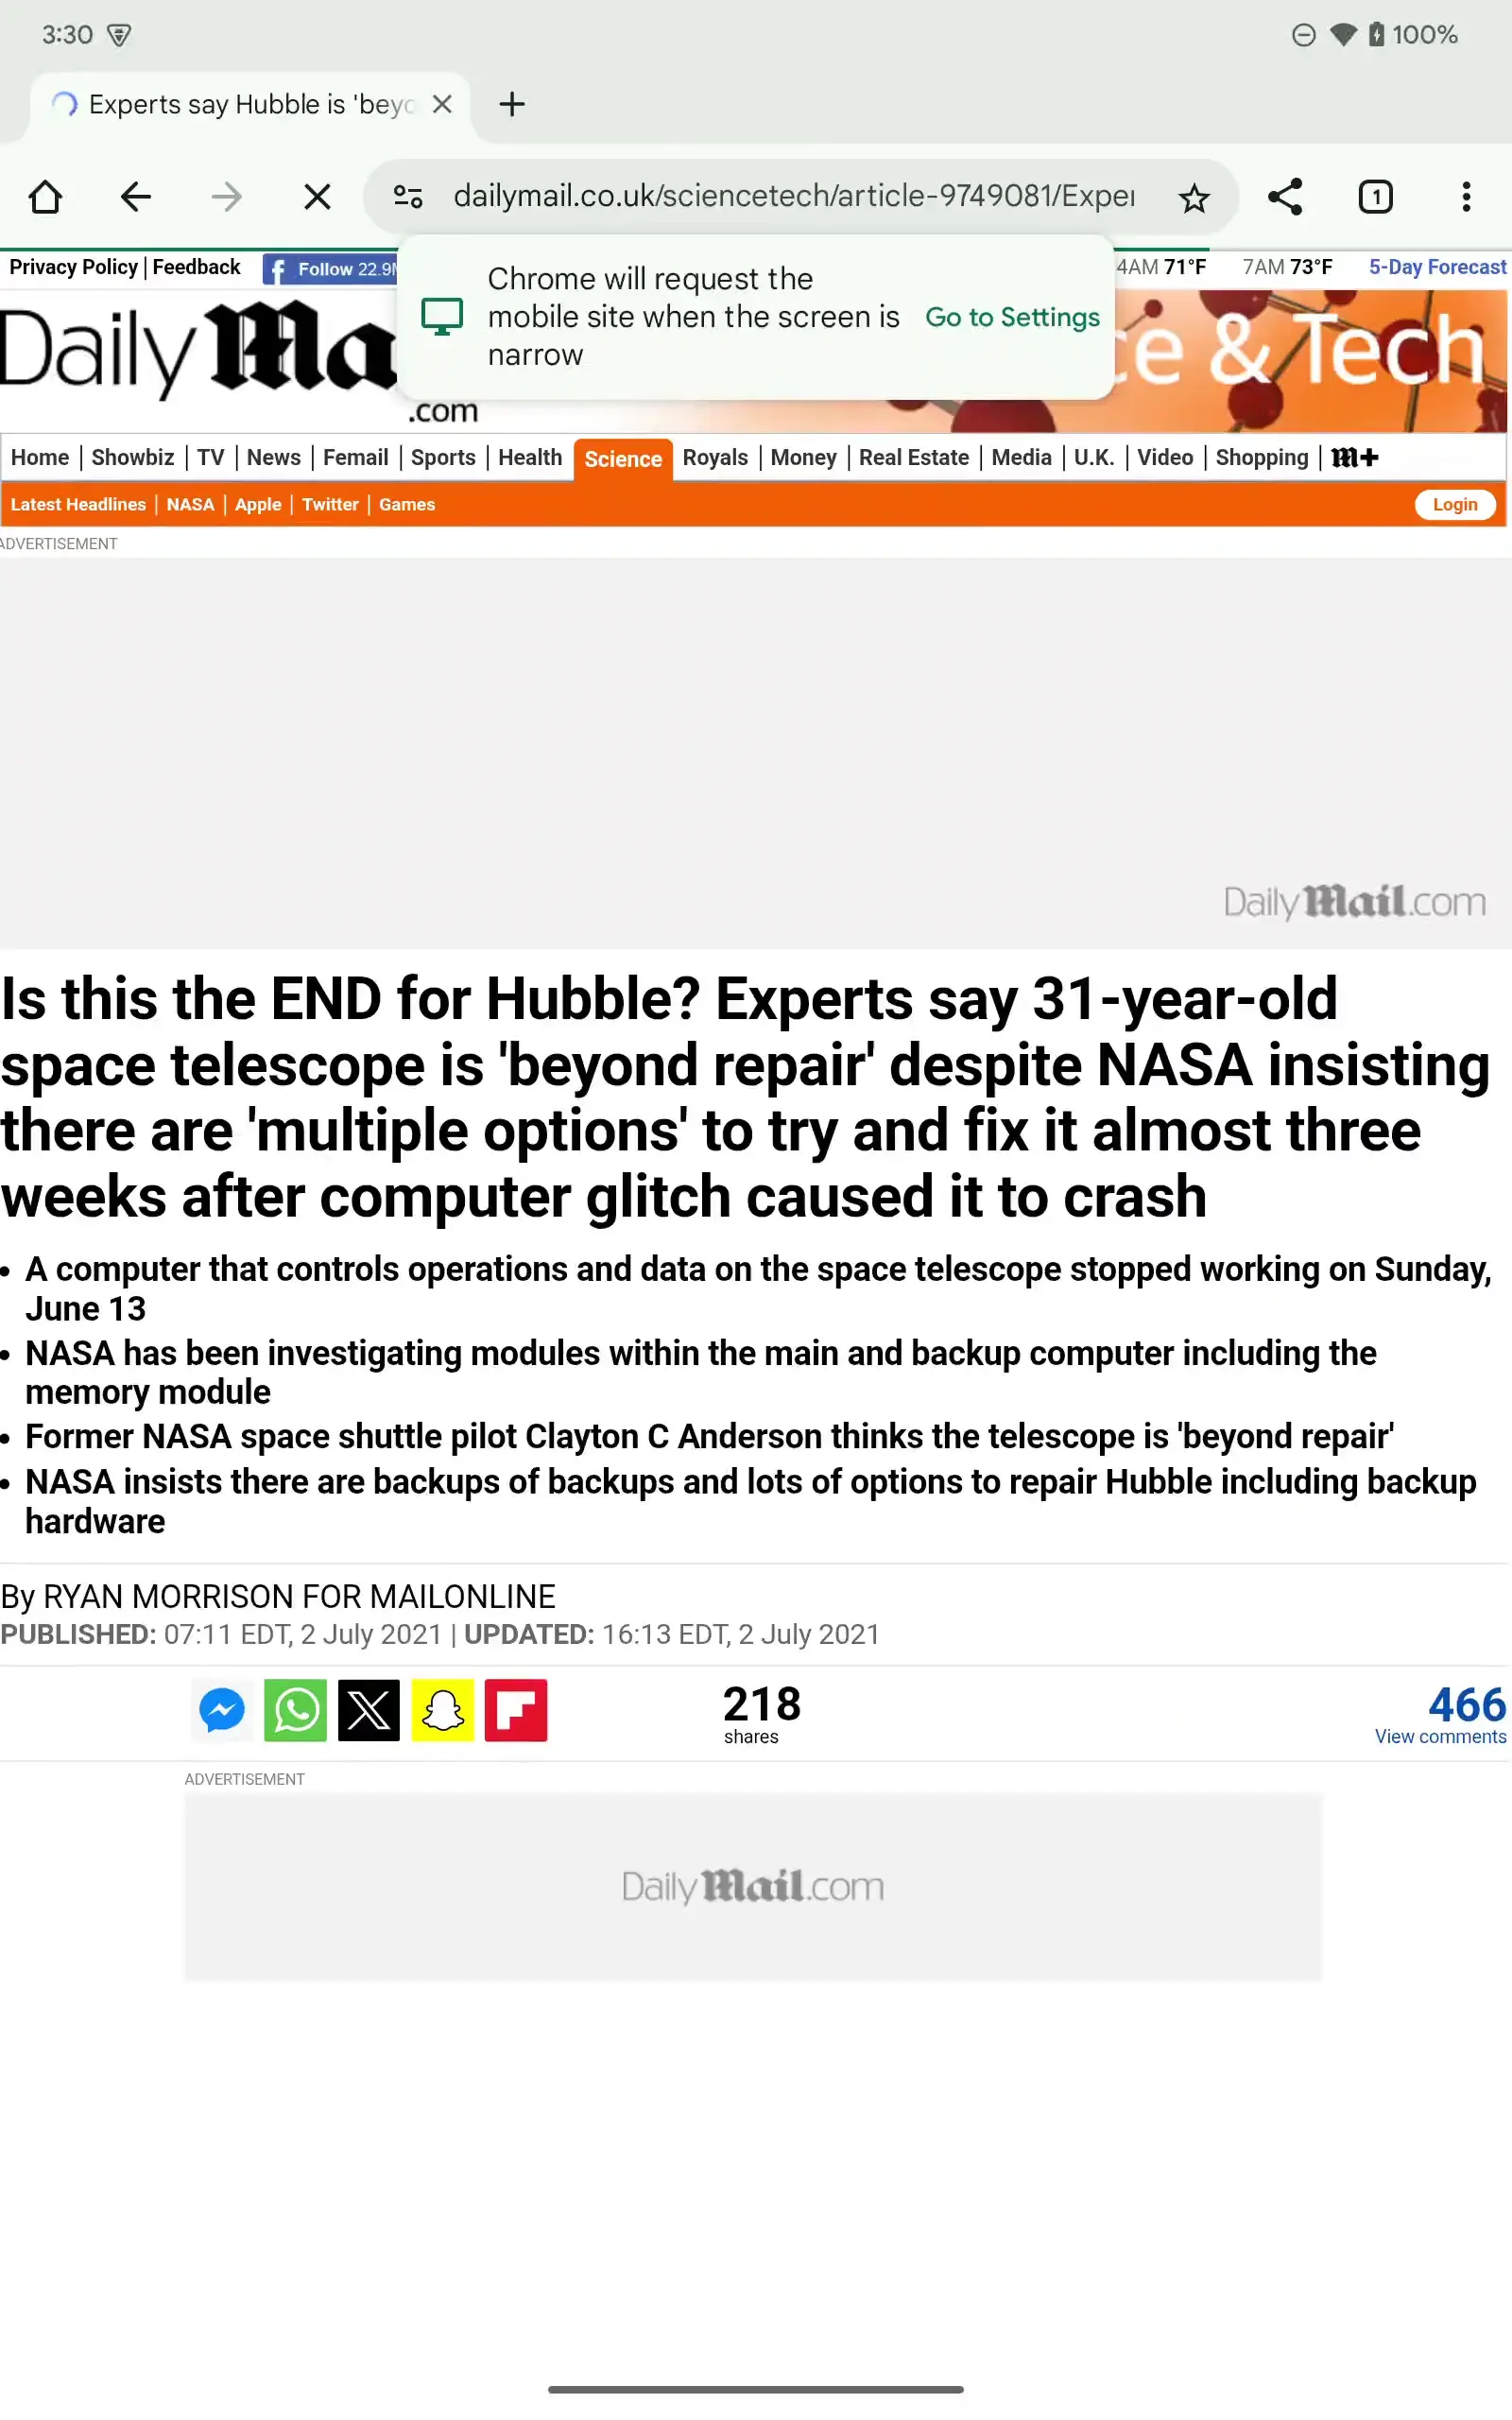 3:30 100%
Experts say Hubble is 'beyo
dailymail.co.uk/sciencetech/article-9749081/Exper 1
Chrome will request the
mobile site when the screen is
narrow
Go to Settings
Privacy Policy | Feedback Follow 22.9M 4AM 71°F 7AM 73°F 5-Day Forecast
Daily Ma
.com
e & Tech
Home | Showbiz | TV | News | Femail | Sports | Health Science Royals | Money | Real Estate | Media | U.K. | Video | Shopping | M+
Latest Headlines | NASA | Apple | Twitter | Games Login
ADVERTISEMENT
Daily Mail.com
Is this the END for Hubble? Experts say 31-year-old
space telescope is 'beyond repair' despite NASA insisting
there are 'multiple options' to try and fix it almost three
weeks after computer glitch caused it to crash
• A computer that controls operations and data on the space telescope stopped working on Sunday,
June 13
• NASA has been investigating modules within the main and backup computer including the
memory module
• Former NASA space shuttle pilot Clayton C Anderson thinks the telescope is 'beyond repair'
• NASA insists there are backups of backups and lots of options to repair Hubble including backup
hardware
By RYAN MORRISON FOR MAILONLINE
PUBLISHED: 07:11 EDT, 2 July 2021 | UPDATED: 16:13 EDT, 2 July 2021
218
shares
466
View comments
ADVERTISEMENT
Daily Mail.com